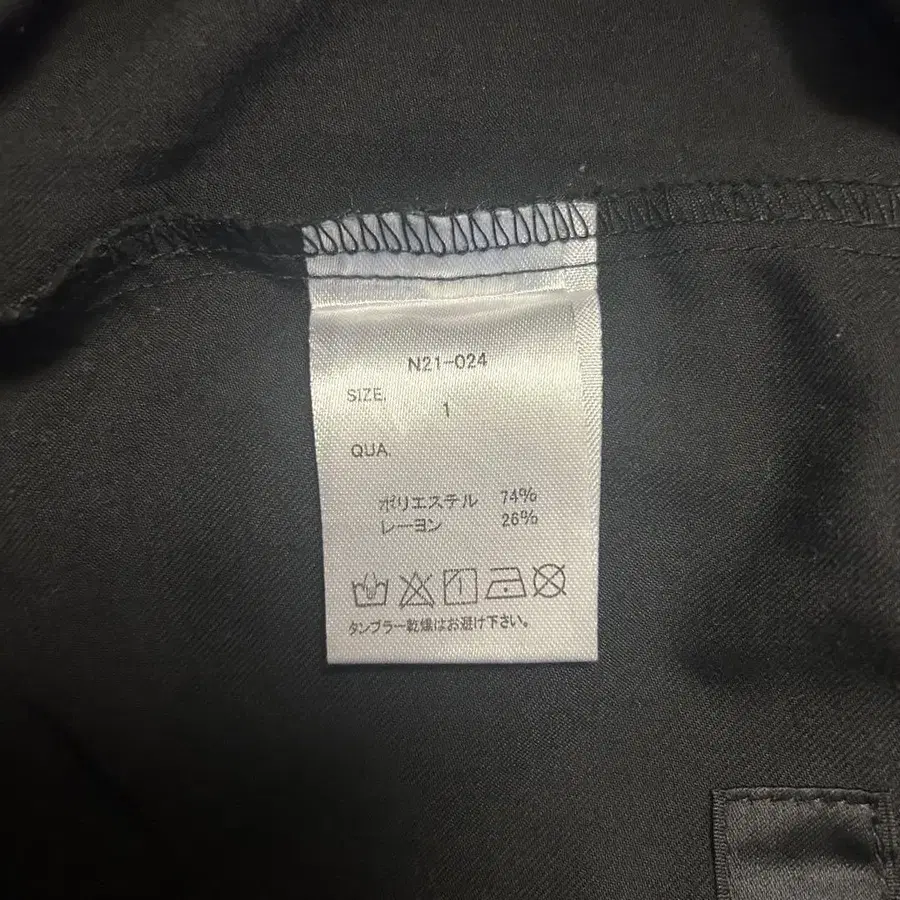 N21-024
SIZE.
1
QUA.
ポリエステル 74%
レーヨン 26%
タンブラー乾燥はお避け下さい。